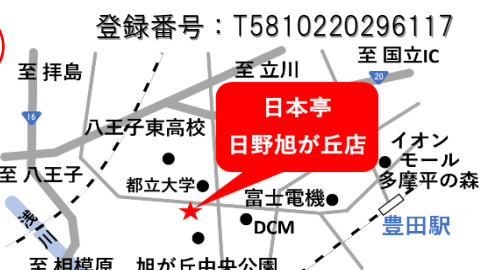 登録番号：T5810220296117
至 国立IC
至 拝島
至 立川
20
16
日本亭
日野旭が丘店
八王子東高校
イオン
モール
多摩平の森
至 八王子
都立大学
富士電機
DCM
豊田駅
浅川
至 相模原
旭が丘中央公園